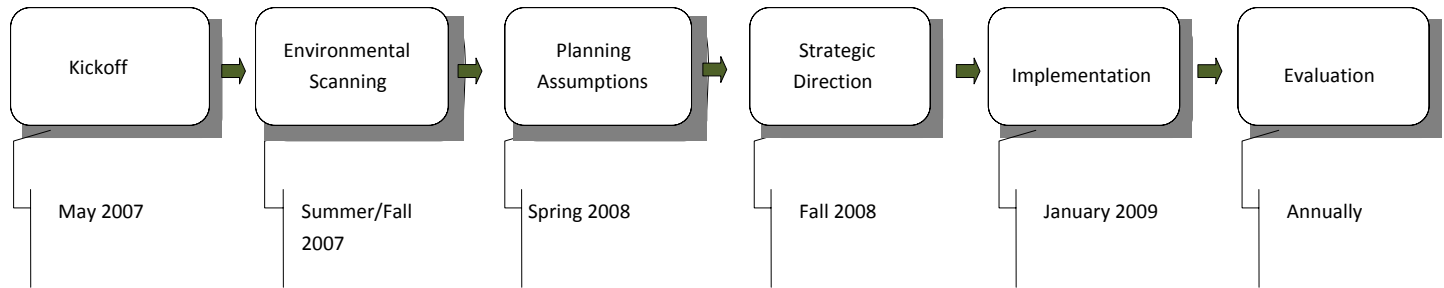 Kickoff
Environmental
Scanning
Planning
Assumptions
Strategic
Direction
Implementation
Evaluation
May 2007
Summer/Fall
2007
Spring 2008
Fall 2008
January 2009
Annually